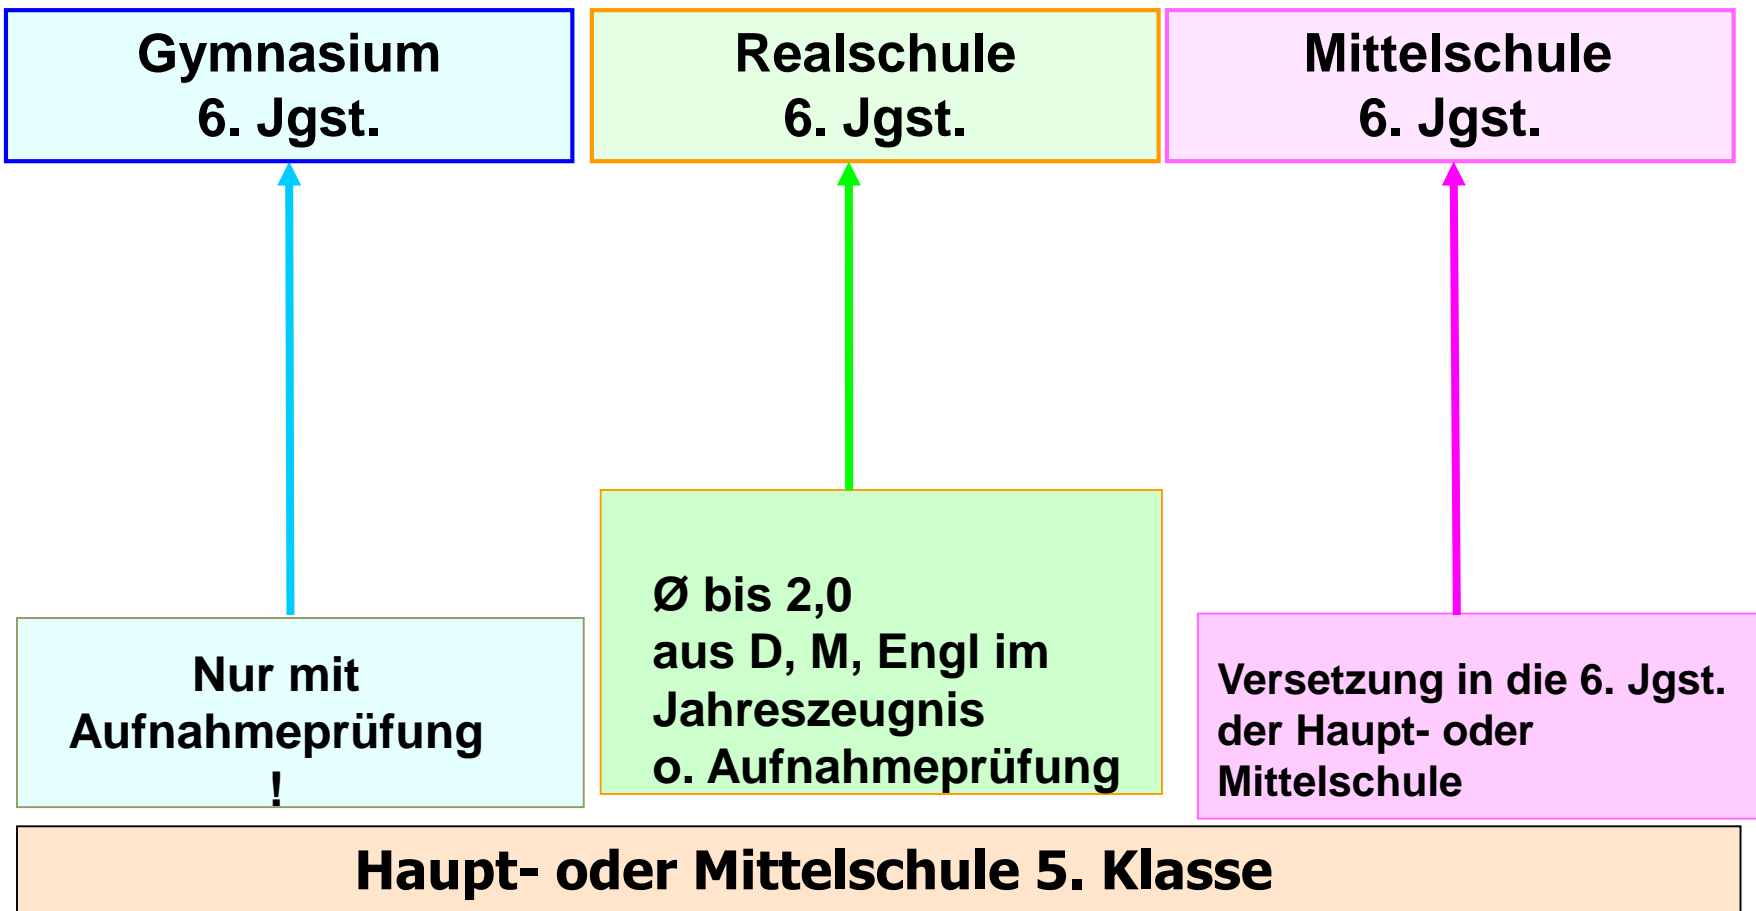 Gymnasium
6. Jgst.
Realschule
6. Jgst.
Mittelschule
6. Jgst.
Nur mit
Aufnahmeprüfung
!
Ø bis 2,0
aus D, M, Engl im
Jahreszeugnis
o. Aufnahmeprüfung
Versetzung in die 6. Jgst.
der Haupt- oder
Mittelschule
Haupt- oder Mittelschule 5. Klasse